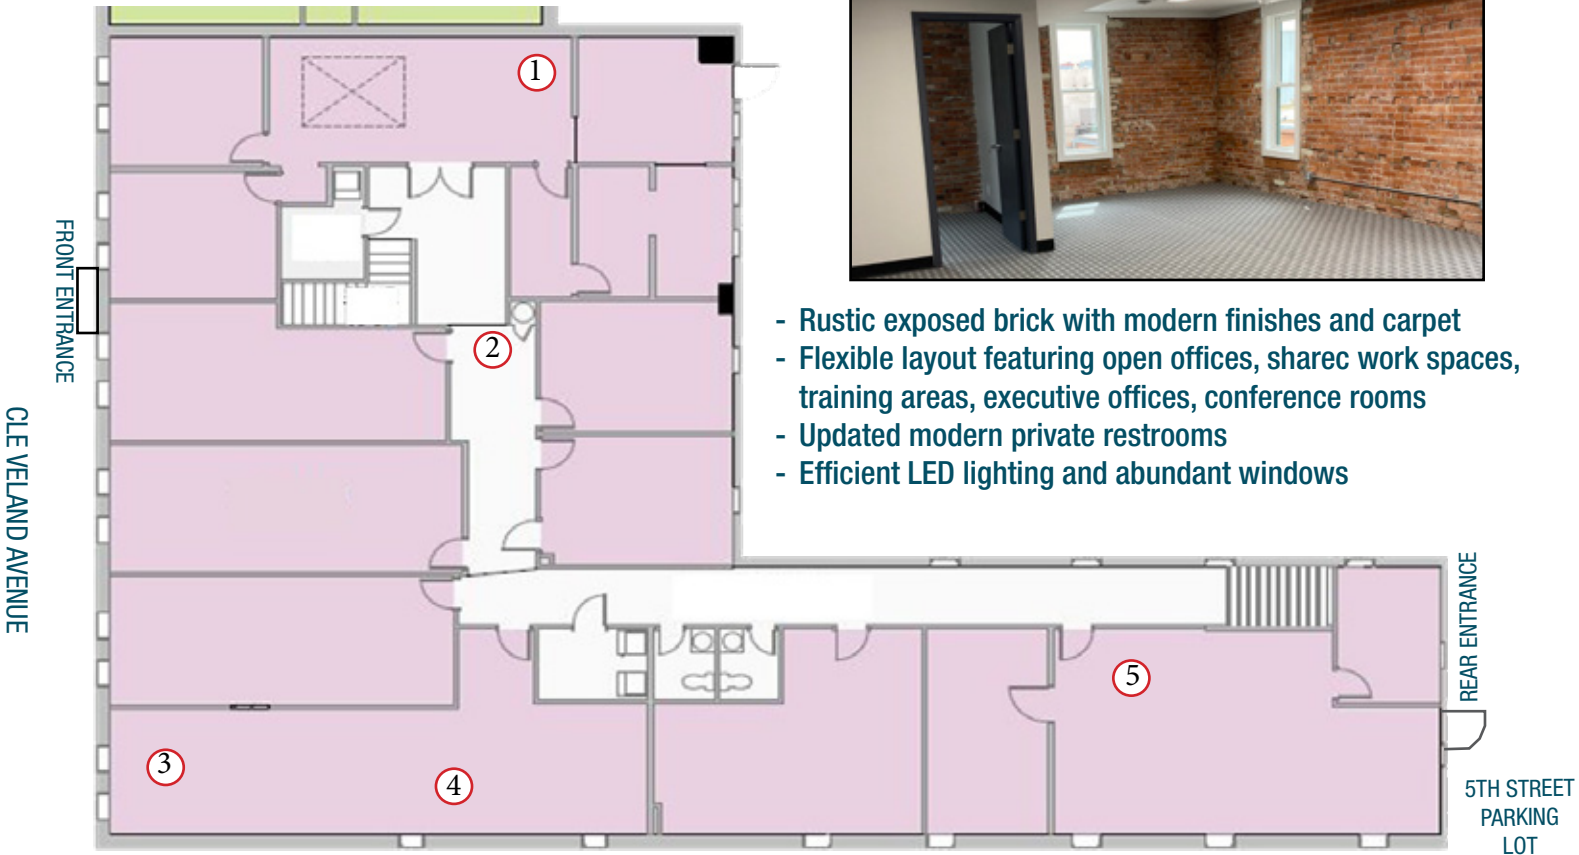 1
FRONT ENTRANCE
CLE VELAND AVENUE
2
- Rustic exposed brick with modern finishes and carpet
- Flexible layout featuring open offices, sharec work spaces,
training areas, executive offices, conference rooms
- Updated modern private restrooms
- Efficient LED lighting and abundant windows
3
4
5
REAR ENTRANCE
5TH STREET
PARKING
LOT